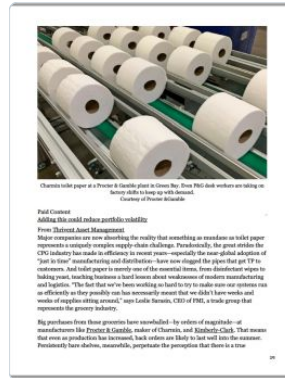 Charmin toilet paper at a Procter & Gamble plant in Green Bay. Even P&G desk workers are taking on
factory shifts to keep up with demand.
Courtesy of Procter &Gamble
Paid Content
Adding this could reduce portfolio volatility
From Thrivent Asset Management
Major companies are now absorbing the reality that something as mundane as toilet paper
represents a uniquely complex supply-chain challenge. Paradoxically, the great strides the
CPG industry has made in efficiency in recent years—especially the near-global adoption of
"just in time" manufacturing and distribution—have now clogged the pipes that get TP to
customers. And toilet paper is merely one of the essential items, from disinfectant wipes to
baking yeast, teaching business a hard lesson about weaknesses of modern manufacturing
and logistics. "The fact that we've been working so hard to try to make sure our systems run
as efficiently as they possibly can has necessarily meant that we didn't have weeks and
weeks of supplies sitting around," says Leslie Sarasin, CEO of FMI, a trade group that
represents the grocery industry.
Big purchases from those groceries have snowballed—by orders of magnitude—at
manufacturers like Procter & Gamble, maker of Charmin, and Kimberly-Clark. That means
that even as production has increased, back orders are likely to last well into the summer.
Persistently bare shelves, meanwhile, perpetuate the perception that there is a true